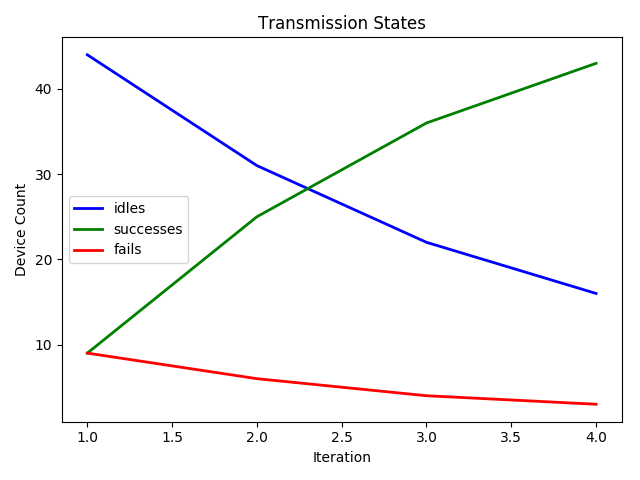 Transmission States
Device Count
40
30
20
10
idles
successes
fails
1.0 1.5 2.0 2.5 3.0 3.5 4.0
Iteration